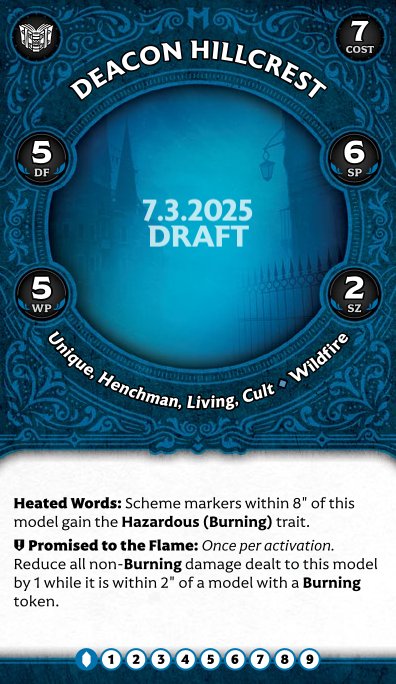 7
COST
DEACON HILLCREST
5
DF
6
SP
7.3.2025
DRAFT
5
WP
2
SZ
Unique, Henchman, Living, Cult ◆ Wildfire
Heated Words: Scheme markers within 8" of this
model gain the Hazardous (Burning) trait.
Promised to the Flame: Once per activation.
Reduce all non-Burning damage dealt to this model
by 1 while it is within 2" of a model with a Burning
token.
1 2 3 4 5 6 7 8 9